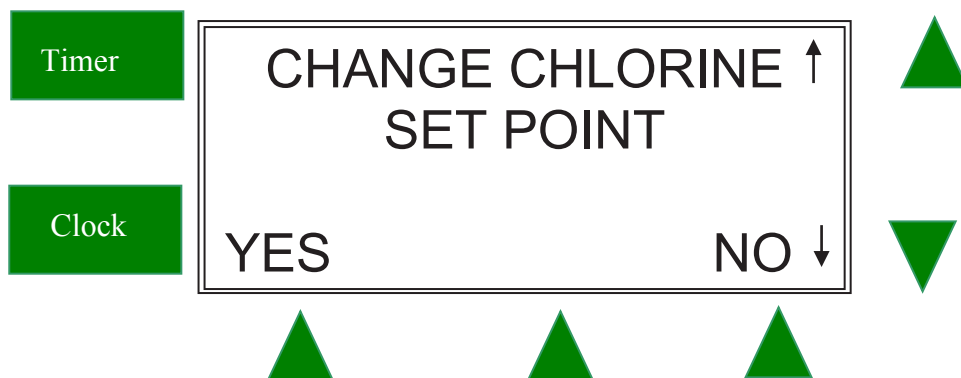 Timer
CHANGE CHLORINE ↑
SET POINT
Clock
YES NO ↓